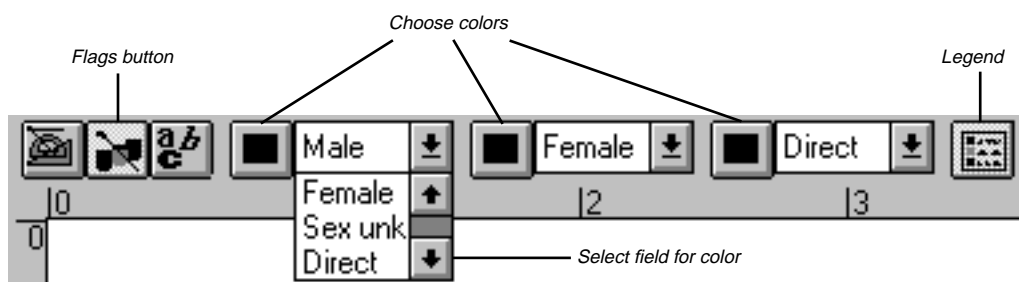 Choose colors
Flags button
Legend
a b c
Male
Female
Direct
Female
Sex unk
Direct
0
2
3
0
Select field for color